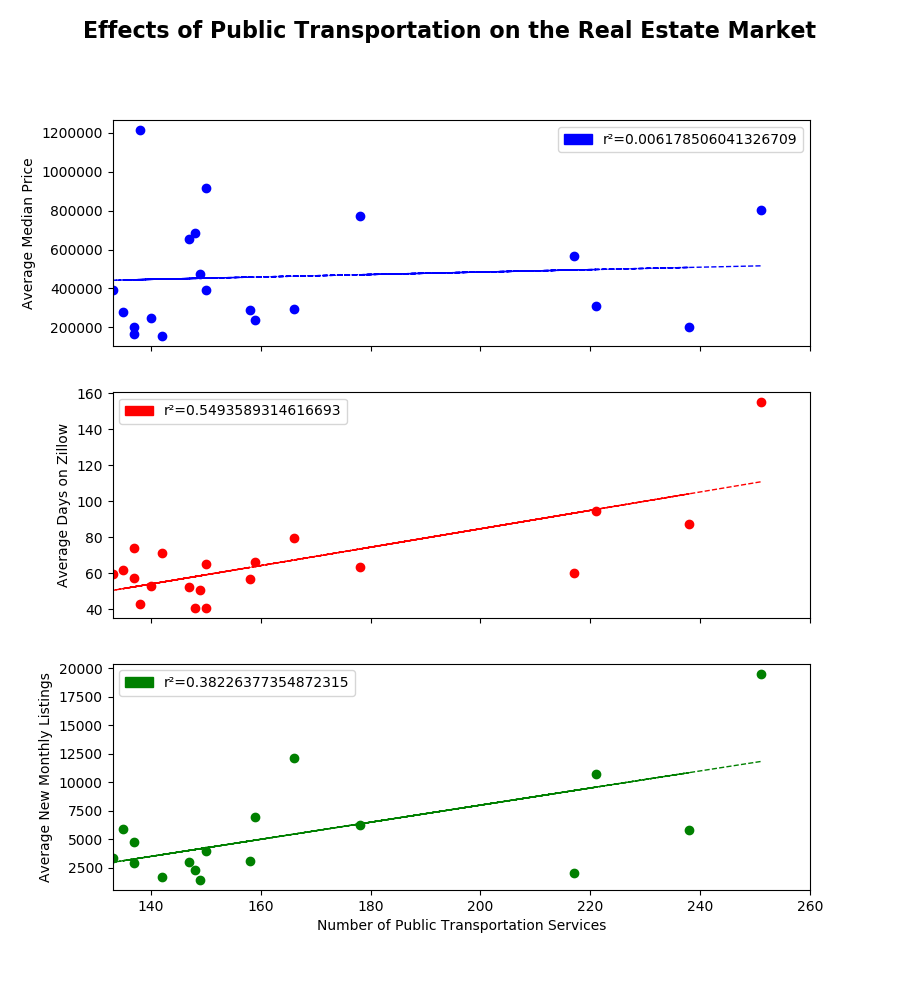 Effects of Public Transportation on the Real Estate Market
1200000
1000000
800000
600000
400000
200000
Average Median Price
r²=0.006178506041326709
160
140
120
100
80
60
40
Average Days on Zillow
r²=0.5493589314616693
20000
17500
15000
12500
10000
7500
5000
2500
Average New Monthly Listings
r²=0.38226377354872315
140 160 180 200 220 240 260
Number of Public Transportation Services